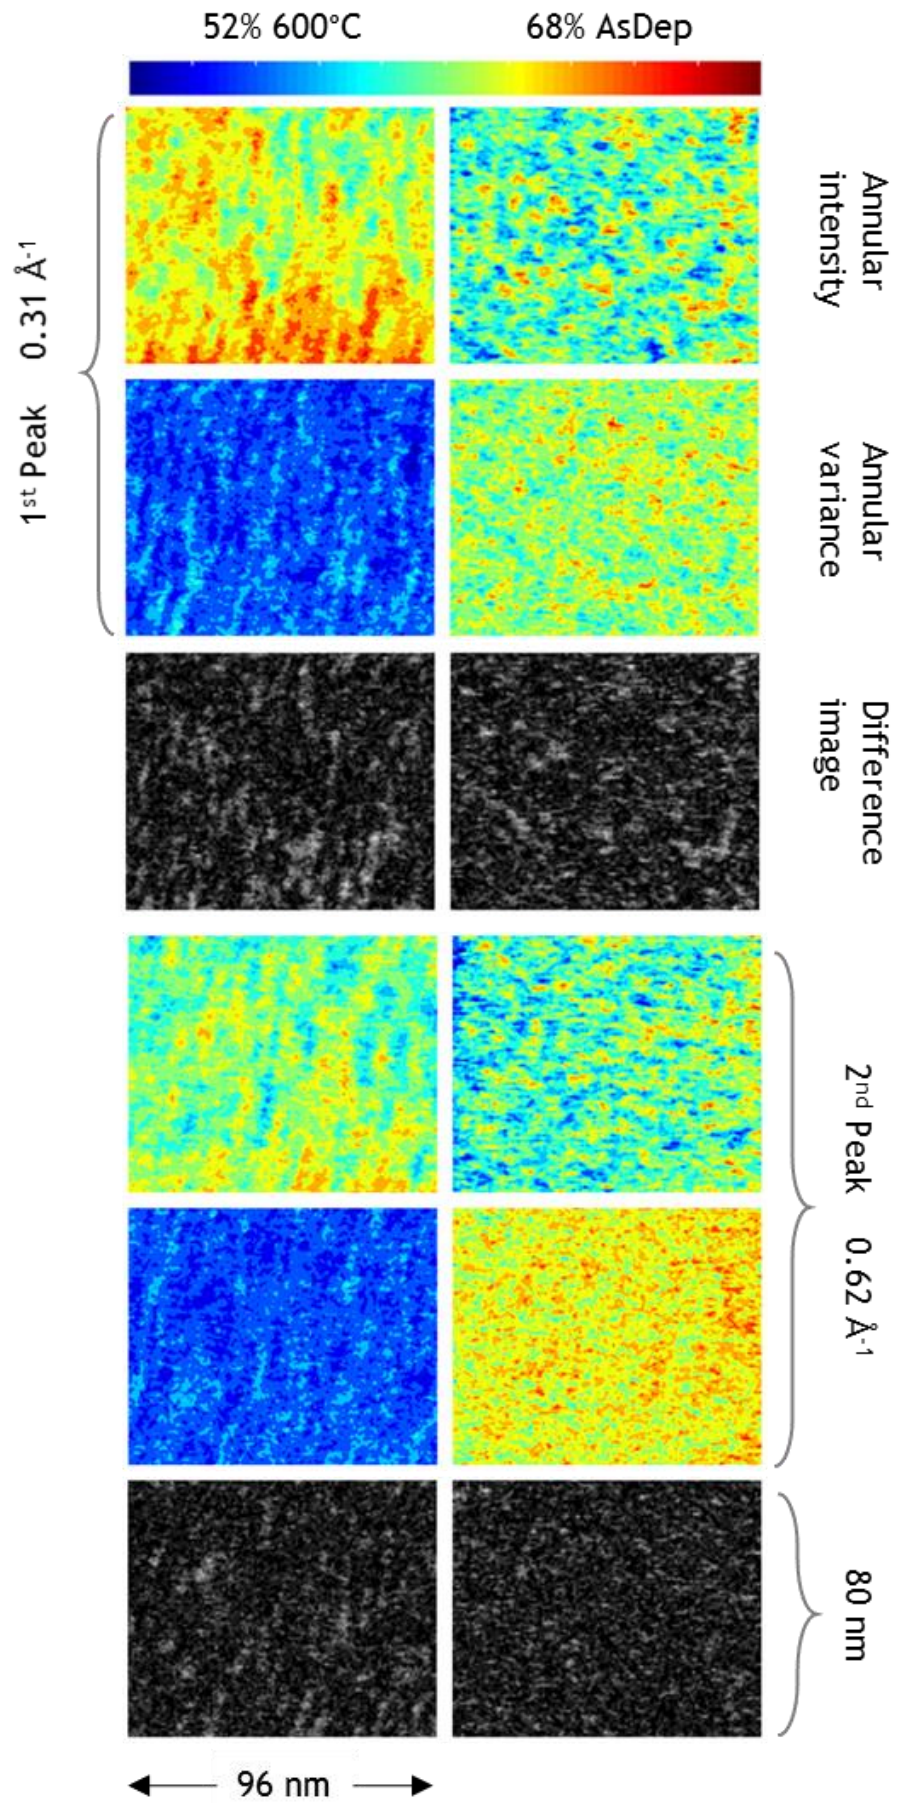 52% 600°C
68% AsDep
Annular
intensity
1st Peak 0.31 Å-1
Annular
variance
Difference
image
2nd Peak 0.62 Å-1
80 nm
96 nm